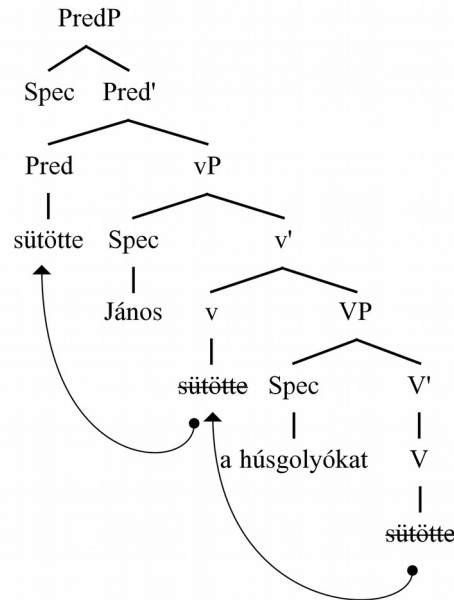 PredP
Spec Pred'
Pred vP
sütötte Spec v'
János v VP
sütötte Spec V'
a húsgolyókat V
sütötte